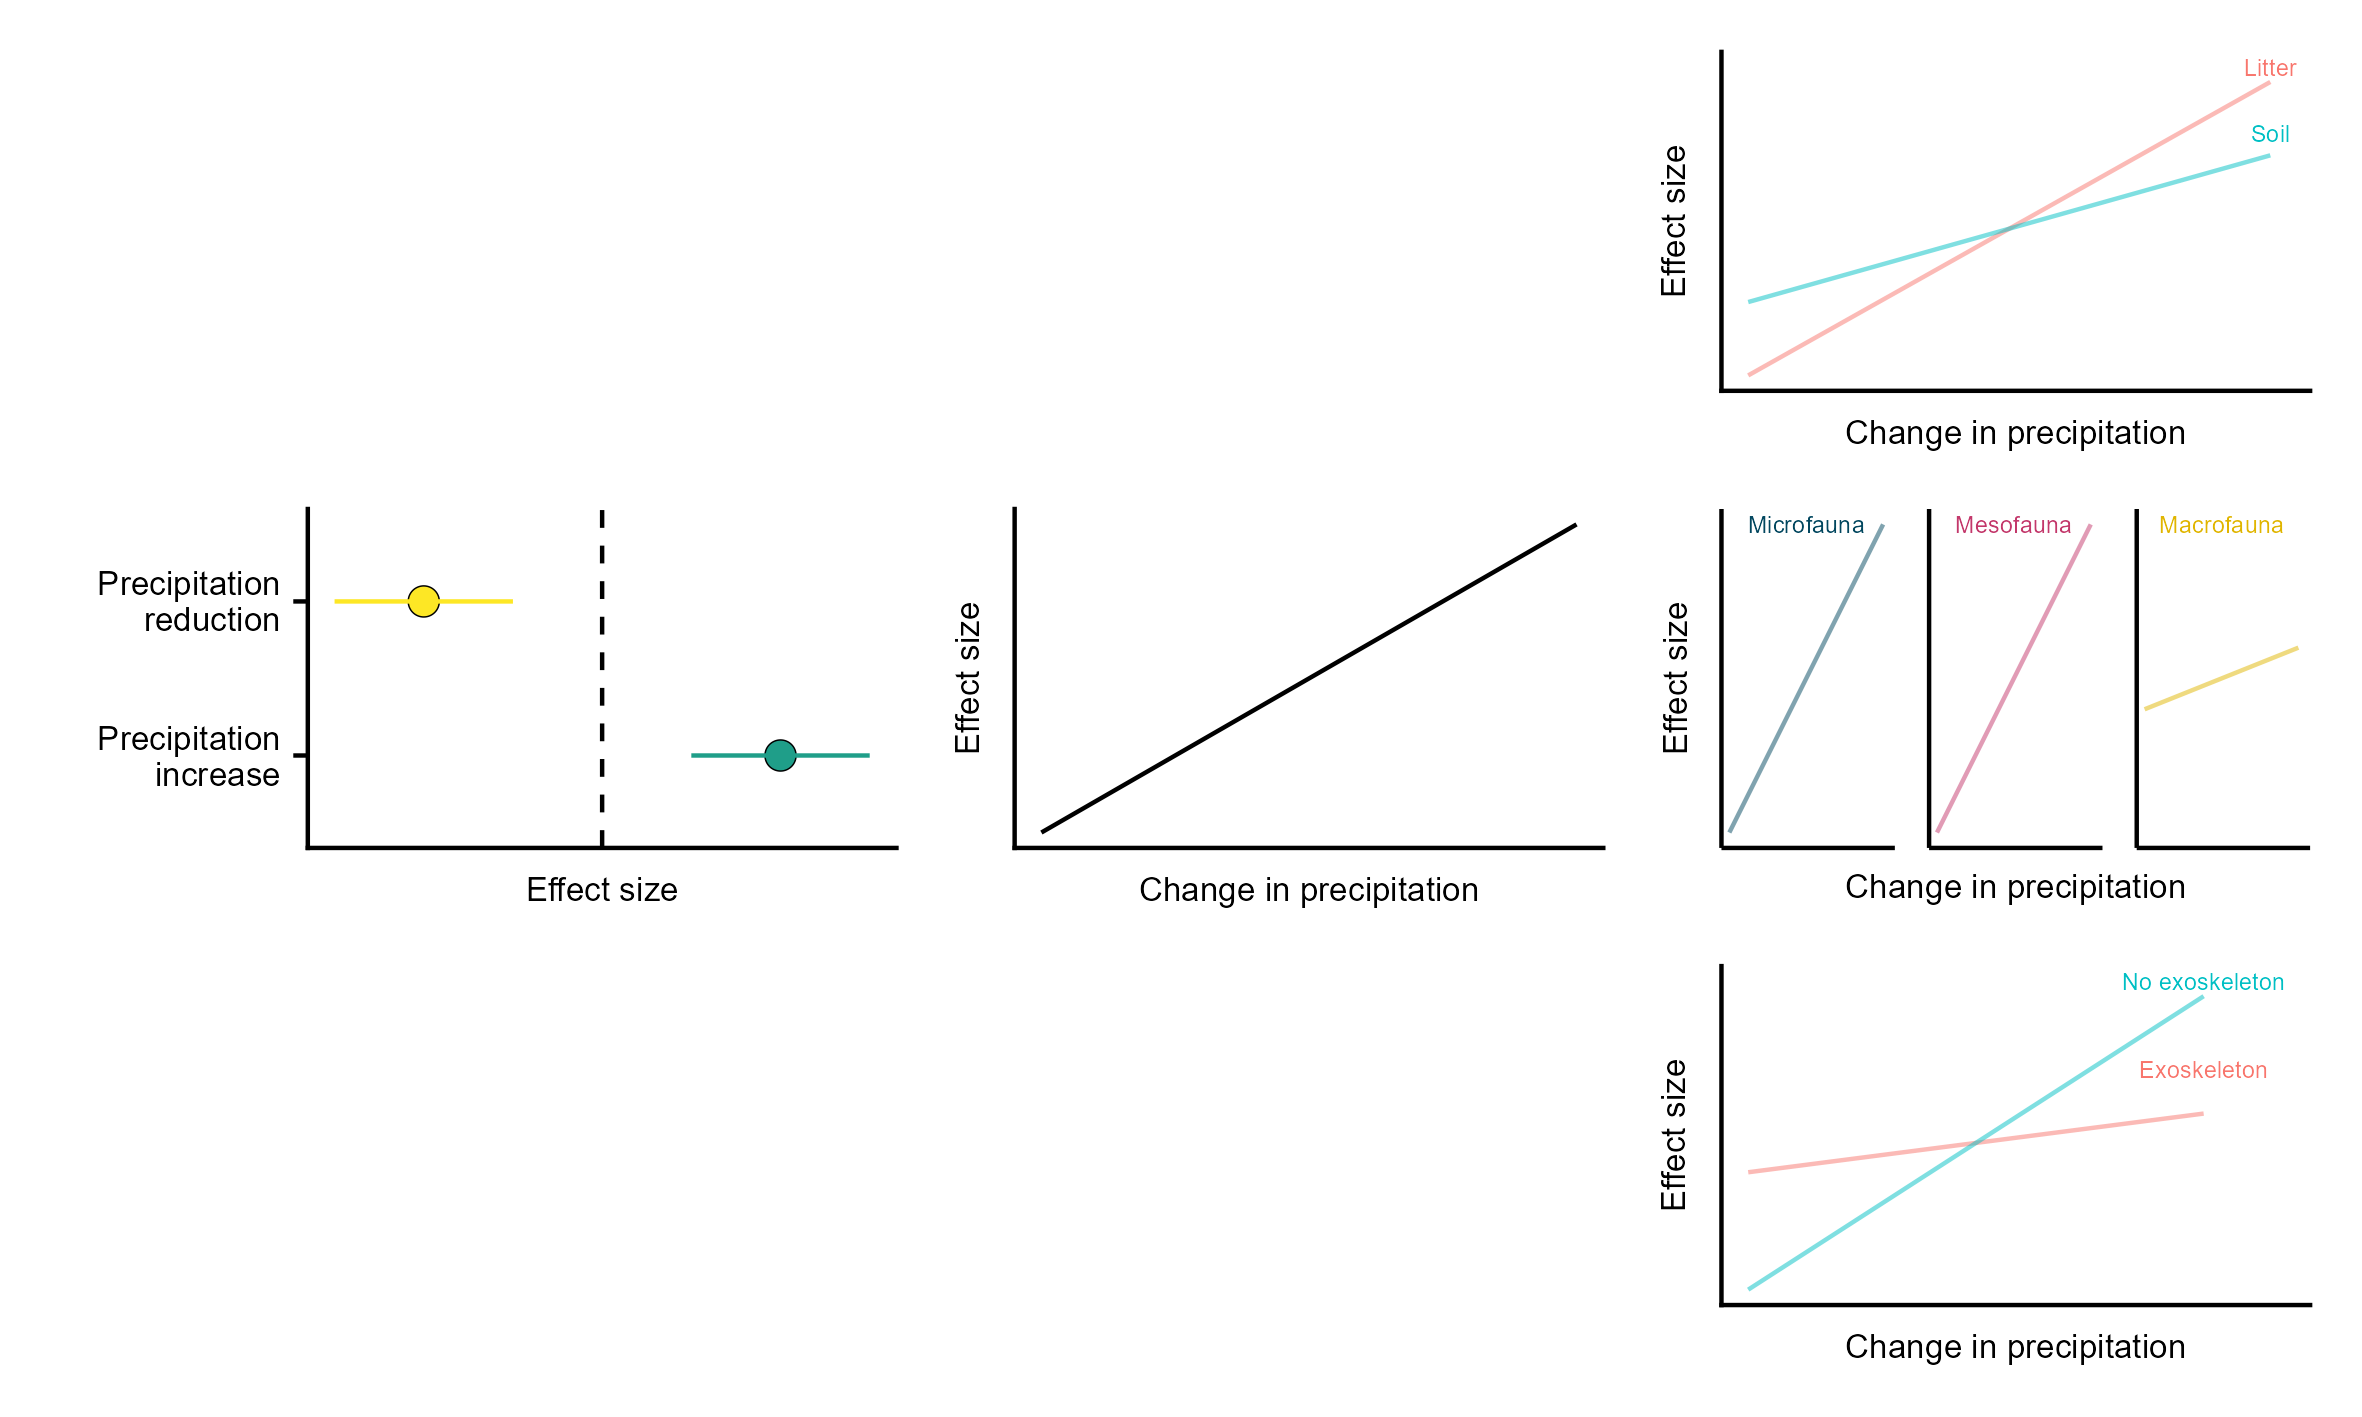 Litter
Soil
Effect size
Change in precipitation
Precipitation
reduction
Precipitation
increase
Effect size
Effect size
Change in precipitation
Microfauna
Mesofauna
Macrofauna
Effect size
Change in precipitation
No exoskeleton
Exoskeleton
Effect size
Change in precipitation